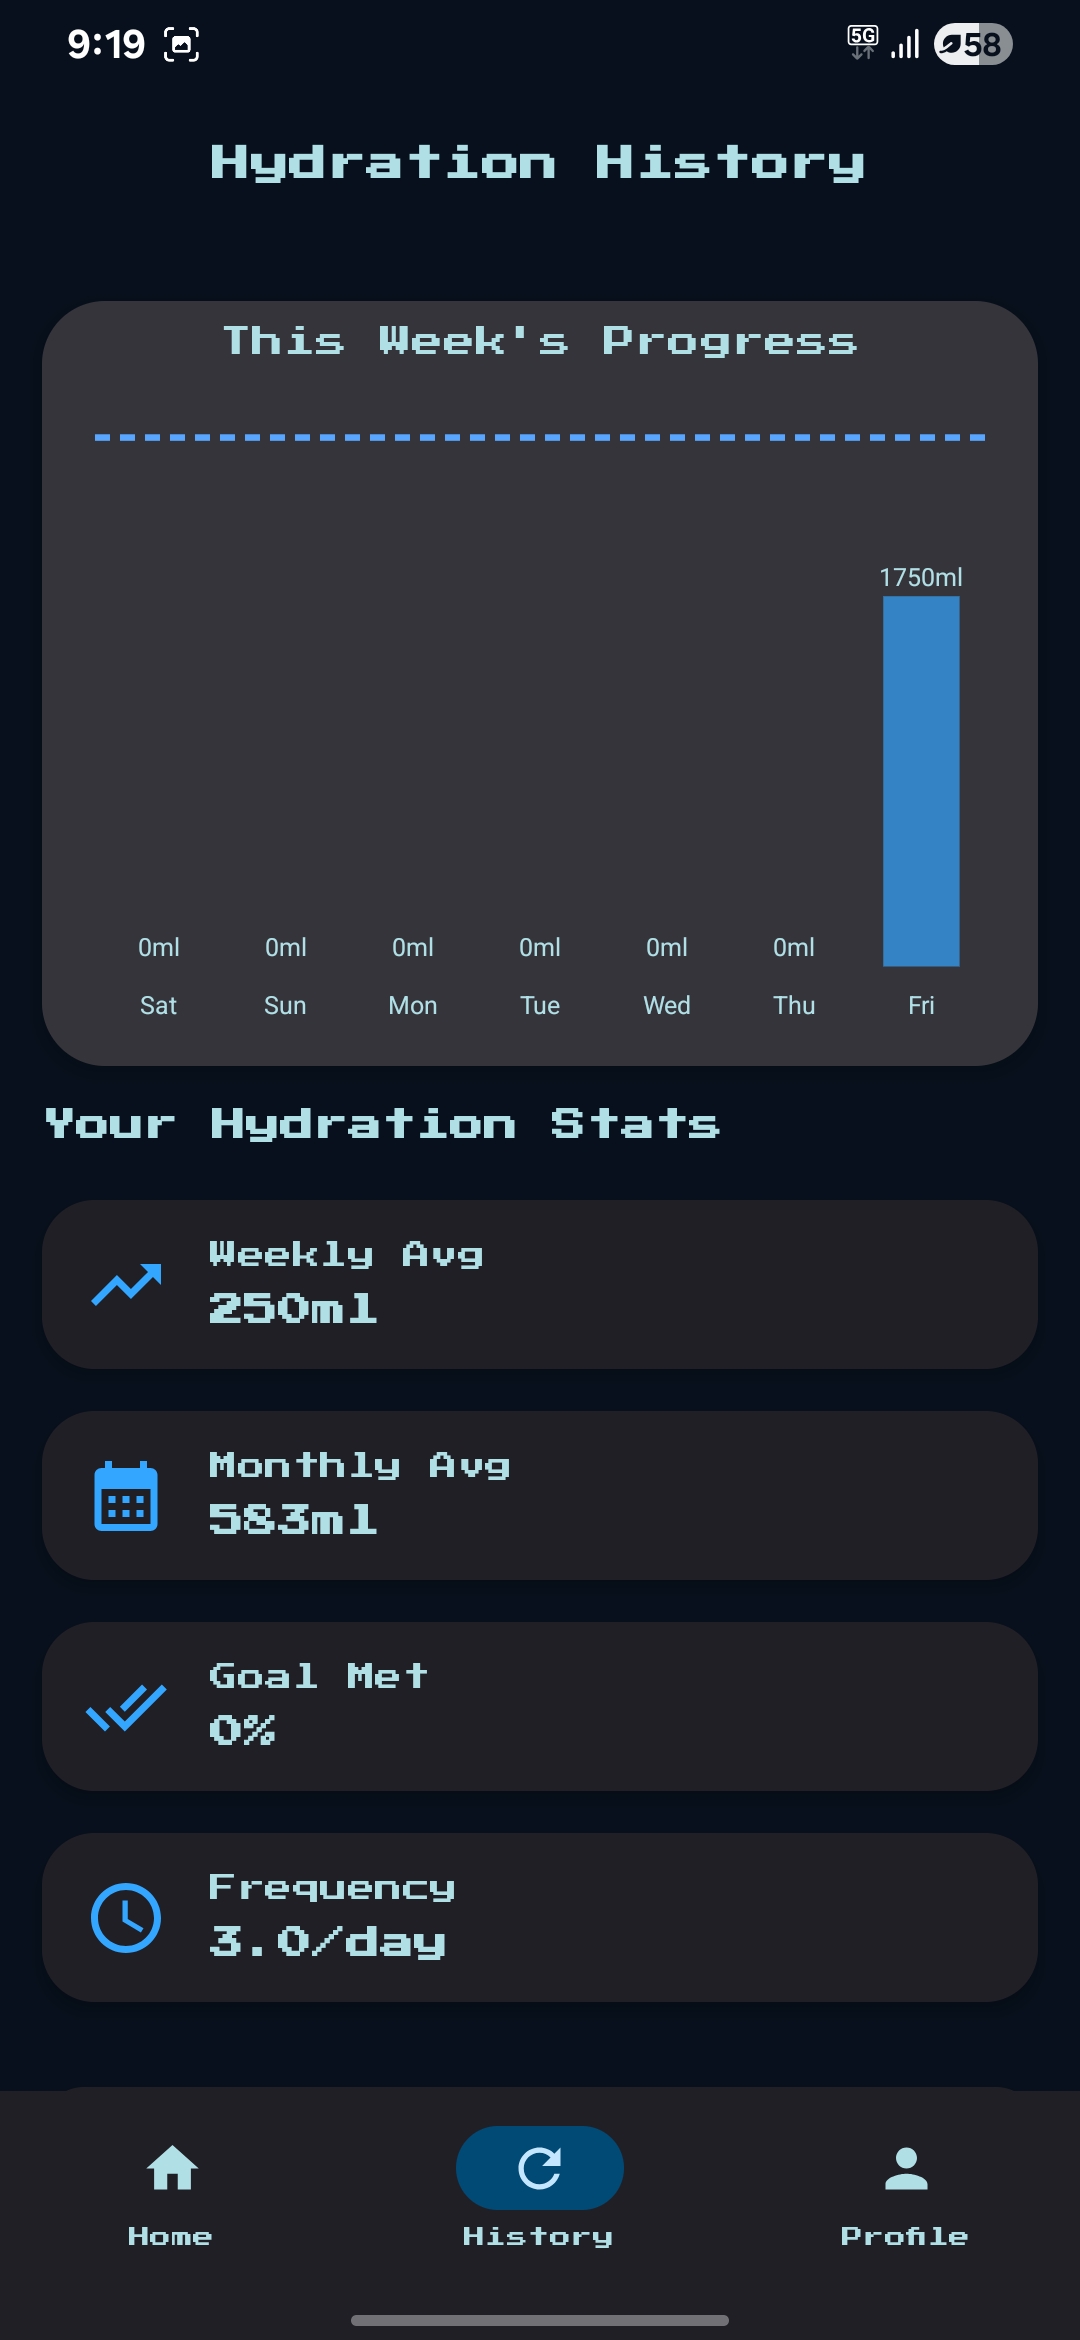 9:19
5G
58
Hydration History
This Week's Progress
1750ml
0ml 0ml 0ml 0ml 0ml 0ml
Sat Sun Mon Tue Wed Thu Fri
Your Hydration Stats
Weekly Avg
250ml
Monthly Avg
583ml
Goal Met
0%
Frequency
3.0/day
Home History Profile